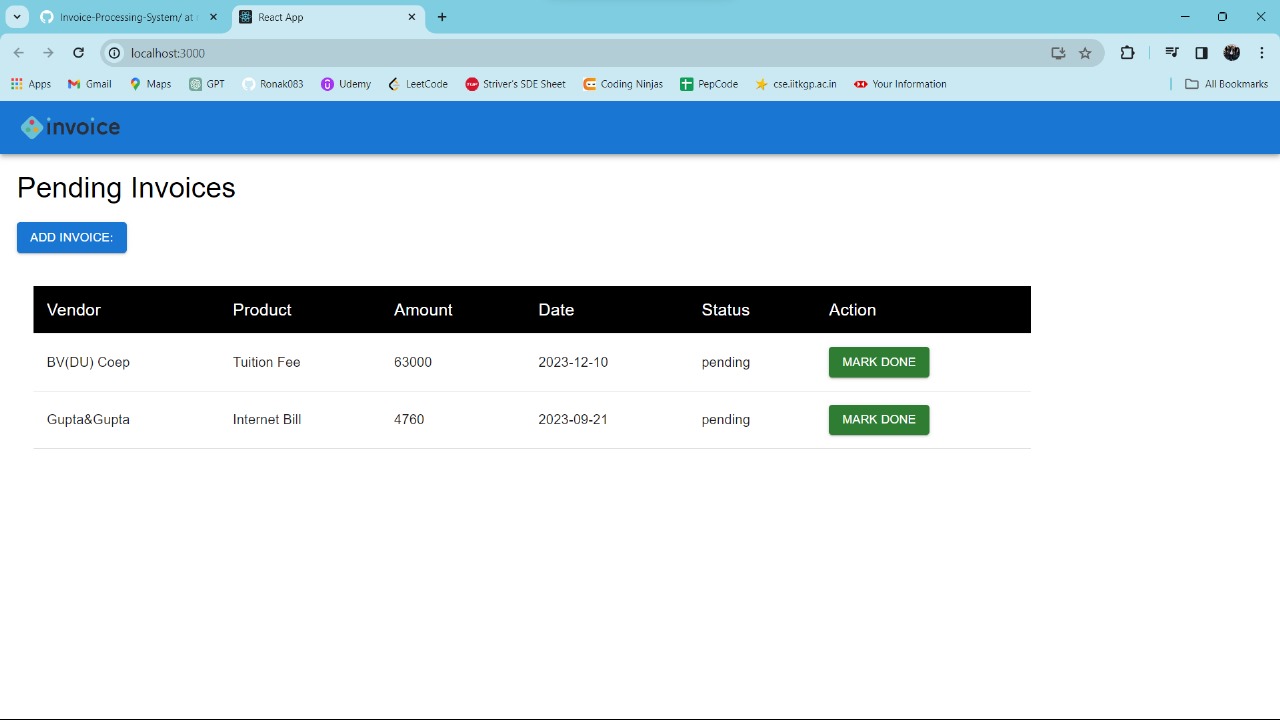 Invoice-Processing-System/ at
React App
localhost:3000
Apps Gmail Maps GPT Ronak083 Udemy LeetCode Striver's SDE Sheet Coding Ninjas PepCode cse.iitkgp.ac.in Your Information All Bookmarks
invoice
Pending Invoices
ADD INVOICE:
Vendor Product Amount Date Status Action
BV(DU) Coep Tuition Fee 63000 2023-12-10 pending MARK DONE
Gupta&Gupta Internet Bill 4760 2023-09-21 pending MARK DONE